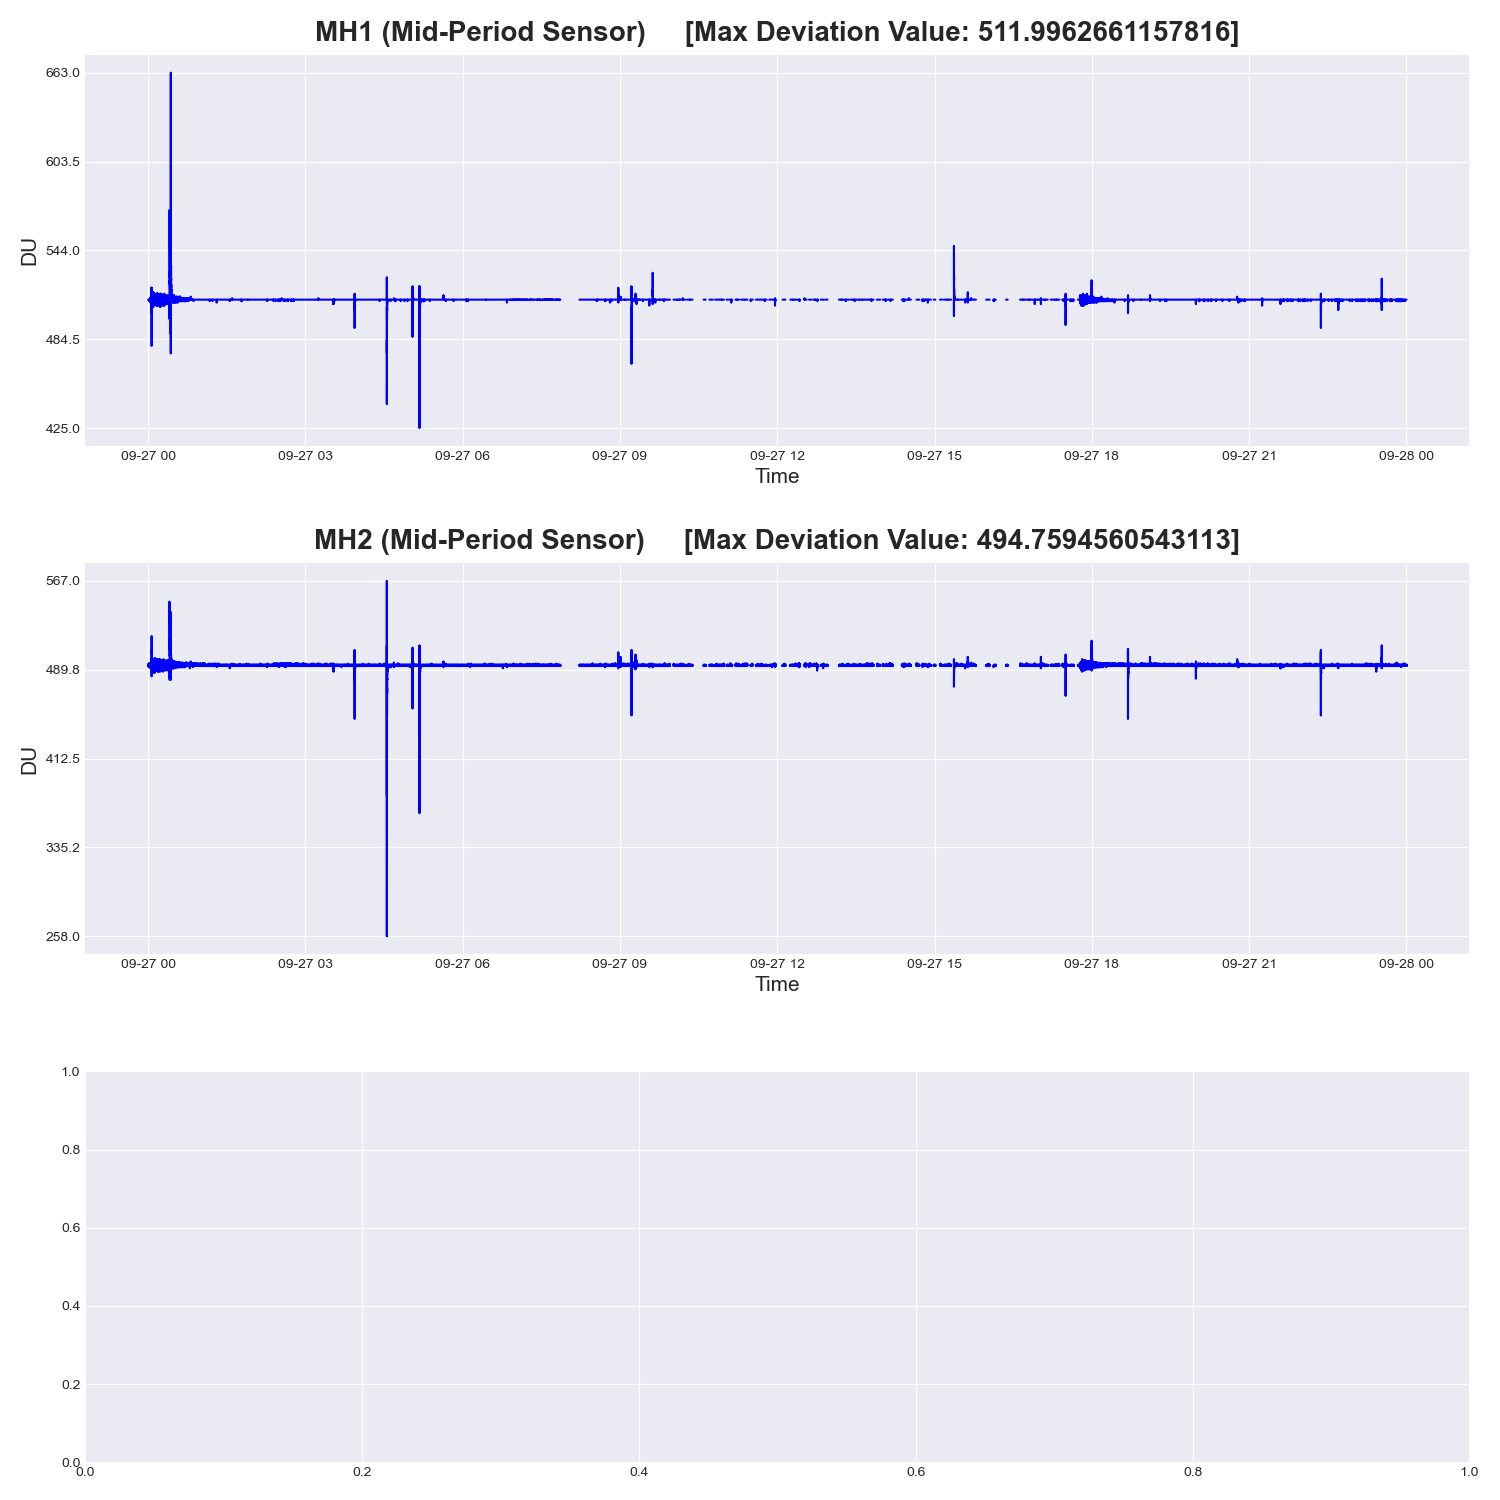 MH1 (Mid-Period Sensor) [Max Deviation Value: 511.9962661157816]
663.0
603.5
544.0
484.5
425.0
DU
09-27 00 09-27 03 09-27 06 09-27 09 09-27 12 09-27 15 09-27 18 09-27 21 09-28 00
Time
MH2 (Mid-Period Sensor) [Max Deviation Value: 494.7594560543113]
567.0
489.8
412.5
335.2
258.0
DU
09-27 00 09-27 03 09-27 06 09-27 09 09-27 12 09-27 15 09-27 18 09-27 21 09-28 00
Time
1.0
0.8
0.6
0.4
0.2
0.0
0.0 0.2 0.4 0.6 0.8 1.0